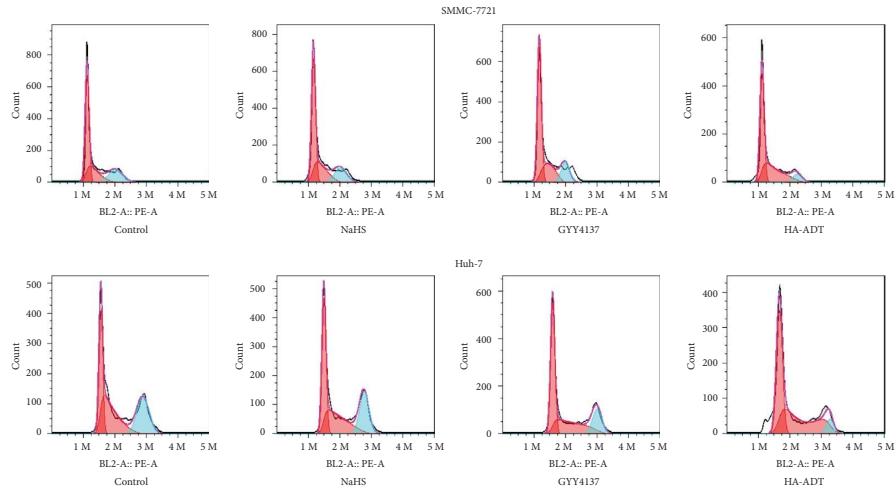 SMMC-7721
800
600
400
200
0
Count
1 M 2 M 3 M 4 M 5 M
BL2-A:: PE-A
Control
800
600
400
200
0
Count
1 M 2 M 3 M 4 M 5 M
BL2-A:: PE-A
NaHS
600
400
200
0
Count
1 M 2 M 3 M 4 M 5 M
BL2-A:: PE-A
GYY4137
600
400
200
0
Count
1 M 2 M 3 M 4 M 5 M
BL2-A:: PE-A
HA-ADT
Huh-7
500
400
300
200
100
0
Count
1 M 2 M 3 M 4 M 5 M
BL2-A:: PE-A
Control
500
400
300
200
100
0
Count
1 M 2 M 3 M 4 M 5 M
BL2-A:: PE-A
NaHS
600
400
200
0
Count
1 M 2 M 3 M 4 M 5 M
BL2-A:: PE-A
GYY4137
400
300
200
100
0
Count
1 M 2 M 3 M 4 M 5 M
BL2-A:: PE-A
HA-ADT